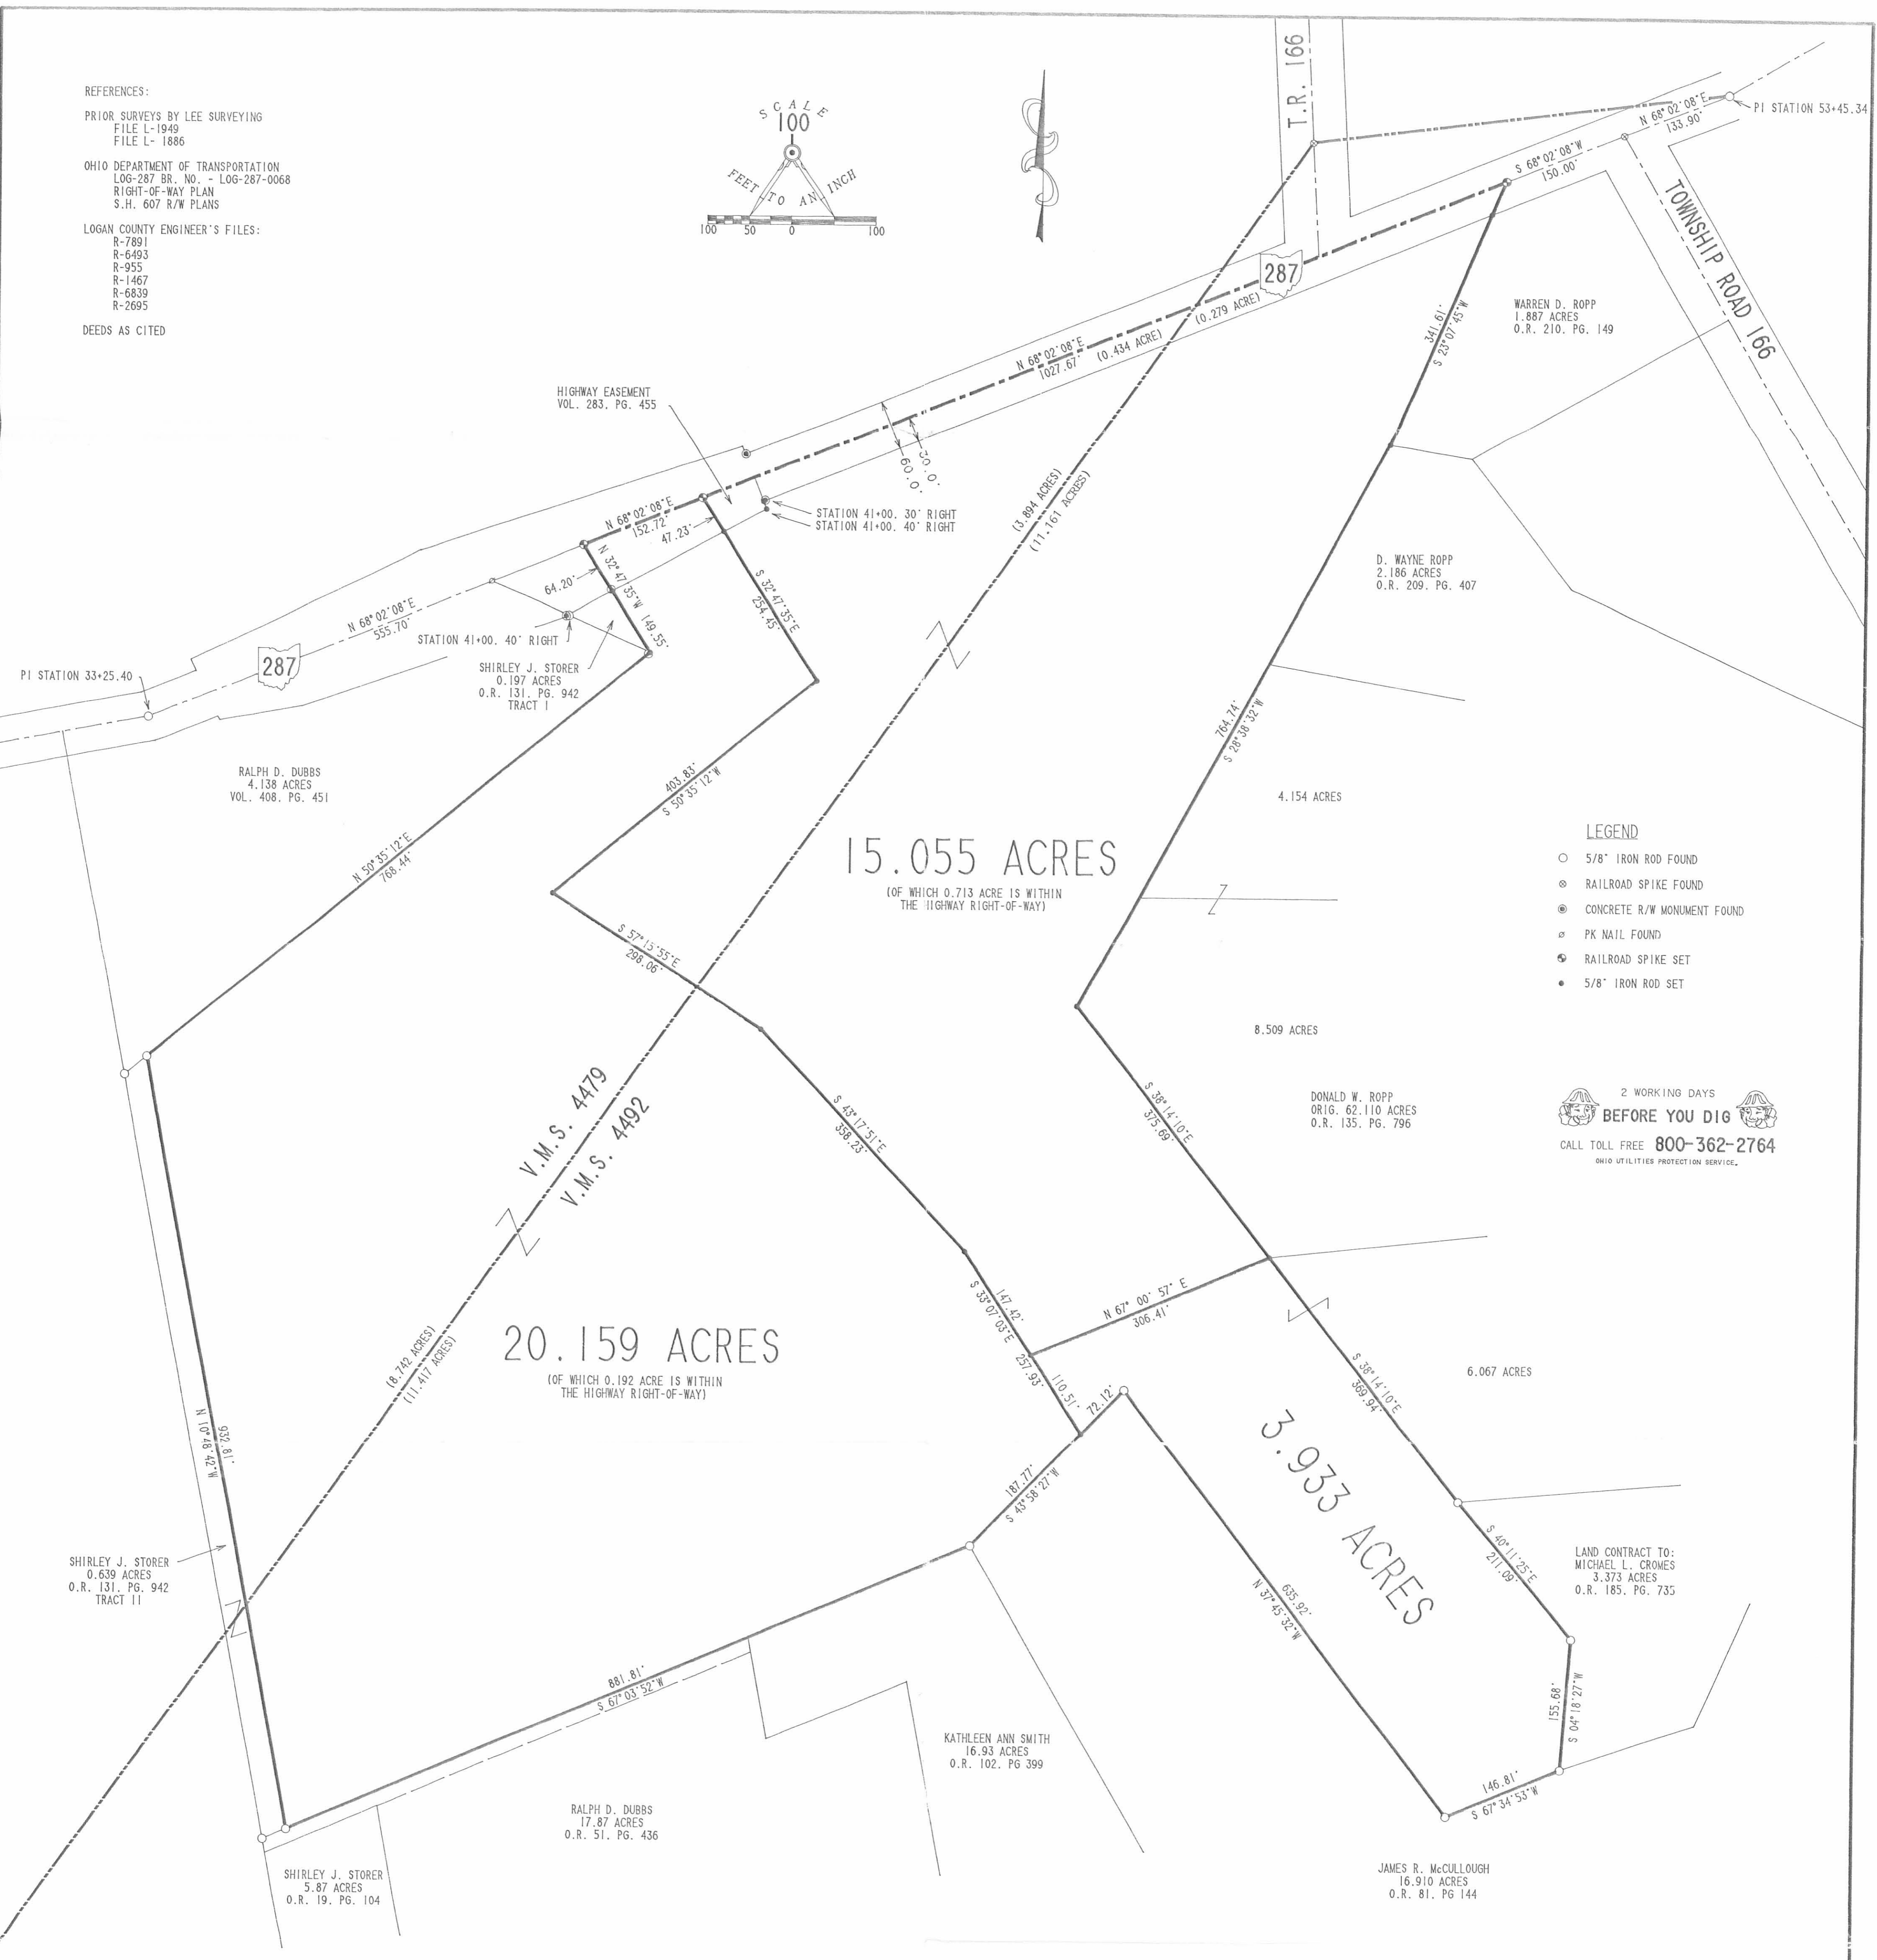 REFERENCES:
PRIOR SURVEYS BY LEE SURVEYING
FILE L-1949
FILE L- 1886
OHIO DEPARTMENT OF TRANSPORTATION
LOG-287 BR. NO. - LOG-287-0068
RIGHT-OF-WAY PLAN
S.H. 607 R/W PLANS
LOGAN COUNTY ENGINEER'S FILES:
R-7891
R-6493
R-955
R-1467
R-6839
R-2695
DEEDS AS CITED
SCALE
100
FEET TO AN INCH
100 50 0 100
T.R. 166
N 68°02'08"E
133.90'
PI STATION 53+45.34
S 68°02'08"W
150.00'
TOWNSHIP ROAD 166
287
(0.279 ACRE)
N 68°02'08"E
1027.67'
(0.434 ACRE)
341.61'
S 23°07'45"W
WARREN D. ROPP
1.887 ACRES
O.R. 210, PG. 149
HIGHWAY EASEMENT
VOL. 283, PG. 455
30.0'
60.0'
N 68°02'08"E
152.72'
47.23'
STATION 41+00, 30' RIGHT
STATION 41+00, 40' RIGHT
(3.894 ACRES)
(11.161 ACRES)
64.20'
N 32°47'35"W 149.55'
S 32°47'35"E
254.45'
D. WAYNE ROPP
2.186 ACRES
O.R. 209, PG. 407
N 68°02'08"E
555.70'
STATION 41+00, 40' RIGHT
287
PI STATION 33+25.40
SHIRLEY J. STORER
0.197 ACRES
O.R. 131, PG. 942
TRACT I
764.74'
S 28°38'32"W
RALPH D. DUBBS
4.138 ACRES
VOL. 408, PG. 451
403.83'
S 50°35'12"W
4.154 ACRES
N 50°35'12"E
768.44'
15.055 ACRES
(OF WHICH 0.713 ACRE IS WITHIN
THE HIGHWAY RIGHT-OF-WAY)
LEGEND
5/8" IRON ROD FOUND
RAILROAD SPIKE FOUND
CONCRETE R/W MONUMENT FOUND
PK NAIL FOUND
RAILROAD SPIKE SET
5/8" IRON ROD SET
S 57°15'55"E
298.06'
8.509 ACRES
V.M.S. 4479
V.M.S. 4492
S 43°17'51"E
358.23'
S 38°14'10"E
375.69'
DONALD W. ROPP
ORIG. 62.110 ACRES
O.R. 135, PG. 796
2 WORKING DAYS
BEFORE YOU DIG
CALL TOLL FREE 800-362-2764
OHIO UTILITIES PROTECTION SERVICE.
147.42'
S 33°07'03"E
257.93'
110.51'
N 67° 00' 57" E
306.41'
20.159 ACRES
(OF WHICH 0.192 ACRE IS WITHIN
THE HIGHWAY RIGHT-OF-WAY)
(8.742 ACRES)
(11.417 ACRES)
S 38°14'10"E
369.94'
6.067 ACRES
72.12'
187.77'
S 43°58'27"W
3.933 ACRES
932.81'
N 10°48'42"W
S 40°11'25"E
211.09'
LAND CONTRACT TO:
MICHAEL L. CROMES
3.373 ACRES
O.R. 185, PG. 735
SHIRLEY J. STORER
0.639 ACRES
O.R. 131, PG. 942
TRACT II
635.92'
N 37°45'32"W
881.81'
S 67°03'52"W
155.68'
S 04°18'27"W
KATHLEEN ANN SMITH
16.93 ACRES
O.R. 102, PG 399
146.81'
S 67°34'53"W
RALPH D. DUBBS
17.87 ACRES
O.R. 51, PG. 436
SHIRLEY J. STORER
5.87 ACRES
O.R. 19, PG. 104
JAMES R. McCULLOUGH
16.910 ACRES
O.R. 81, PG 144